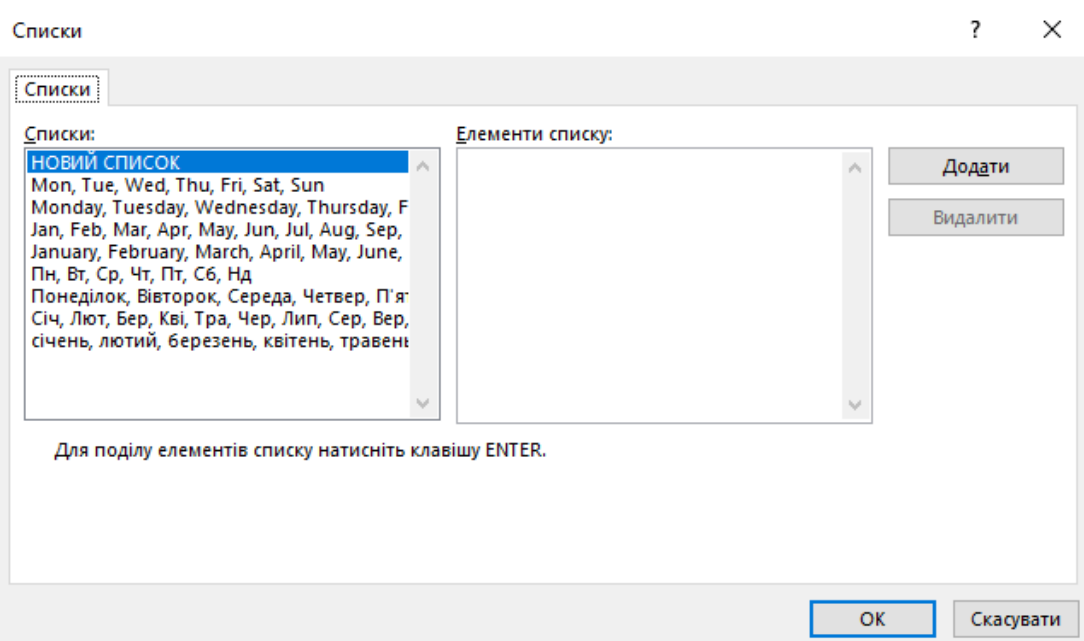 Списки
?
Списки
Списки:
НОВИЙ СПИСОК
Mon, Tue, Wed, Thu, Fri, Sat, Sun
Monday, Tuesday, Wednesday, Thursday, F
Jan, Feb, Mar, Apr, May, Jun, Jul, Aug, Sep,
January, February, March, April, May, June,
Пн, Вт, Ср, Чт, Пт, Сб, Нд
Понеділок, Вівторок, Середа, Четвер, П'ят
Січ, Лют, Бер, Кві, Тра, Чер, Лип, Сер, Вер,
січень, лютий, березень, квітень, травень
Елементи списку:
Додати
Видалити
Для поділу елементів списку натисніть клавішу ENTER.
ОК
Скасувати